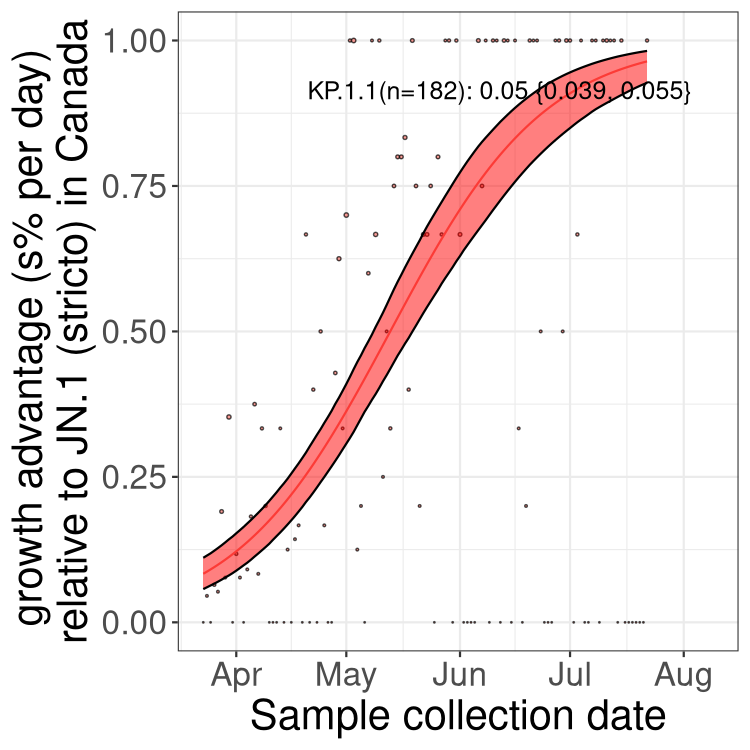 growth advantage (s% per day)
relative to JN.1 (stricto) in Canada
1.00
0.75
0.50
0.25
0.00
KP.1.1(n=182): 0.05 {0.039, 0.055}
Apr May Jun Jul Aug
Sample collection date